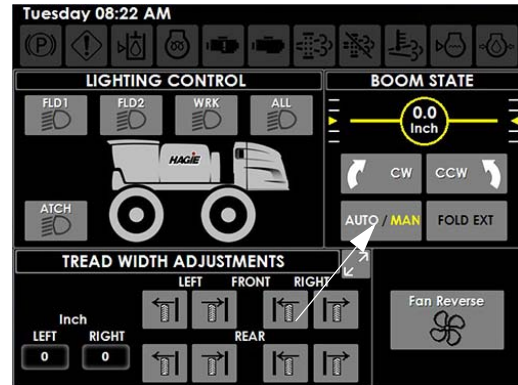 Tuesday 08:22 AM
(P)
LIGHTING CONTROL
FLD1 FLD2 WRK ALL
HAGIE
ATCH
BOOM STATE
0.0
Inch
CW CCW
AUTO / MAN FOLD EXT
TREAD WIDTH ADJUSTMENTS
LEFT FRONT RIGHT
Inch
LEFT RIGHT
0 0
REAR
Fan Reverse